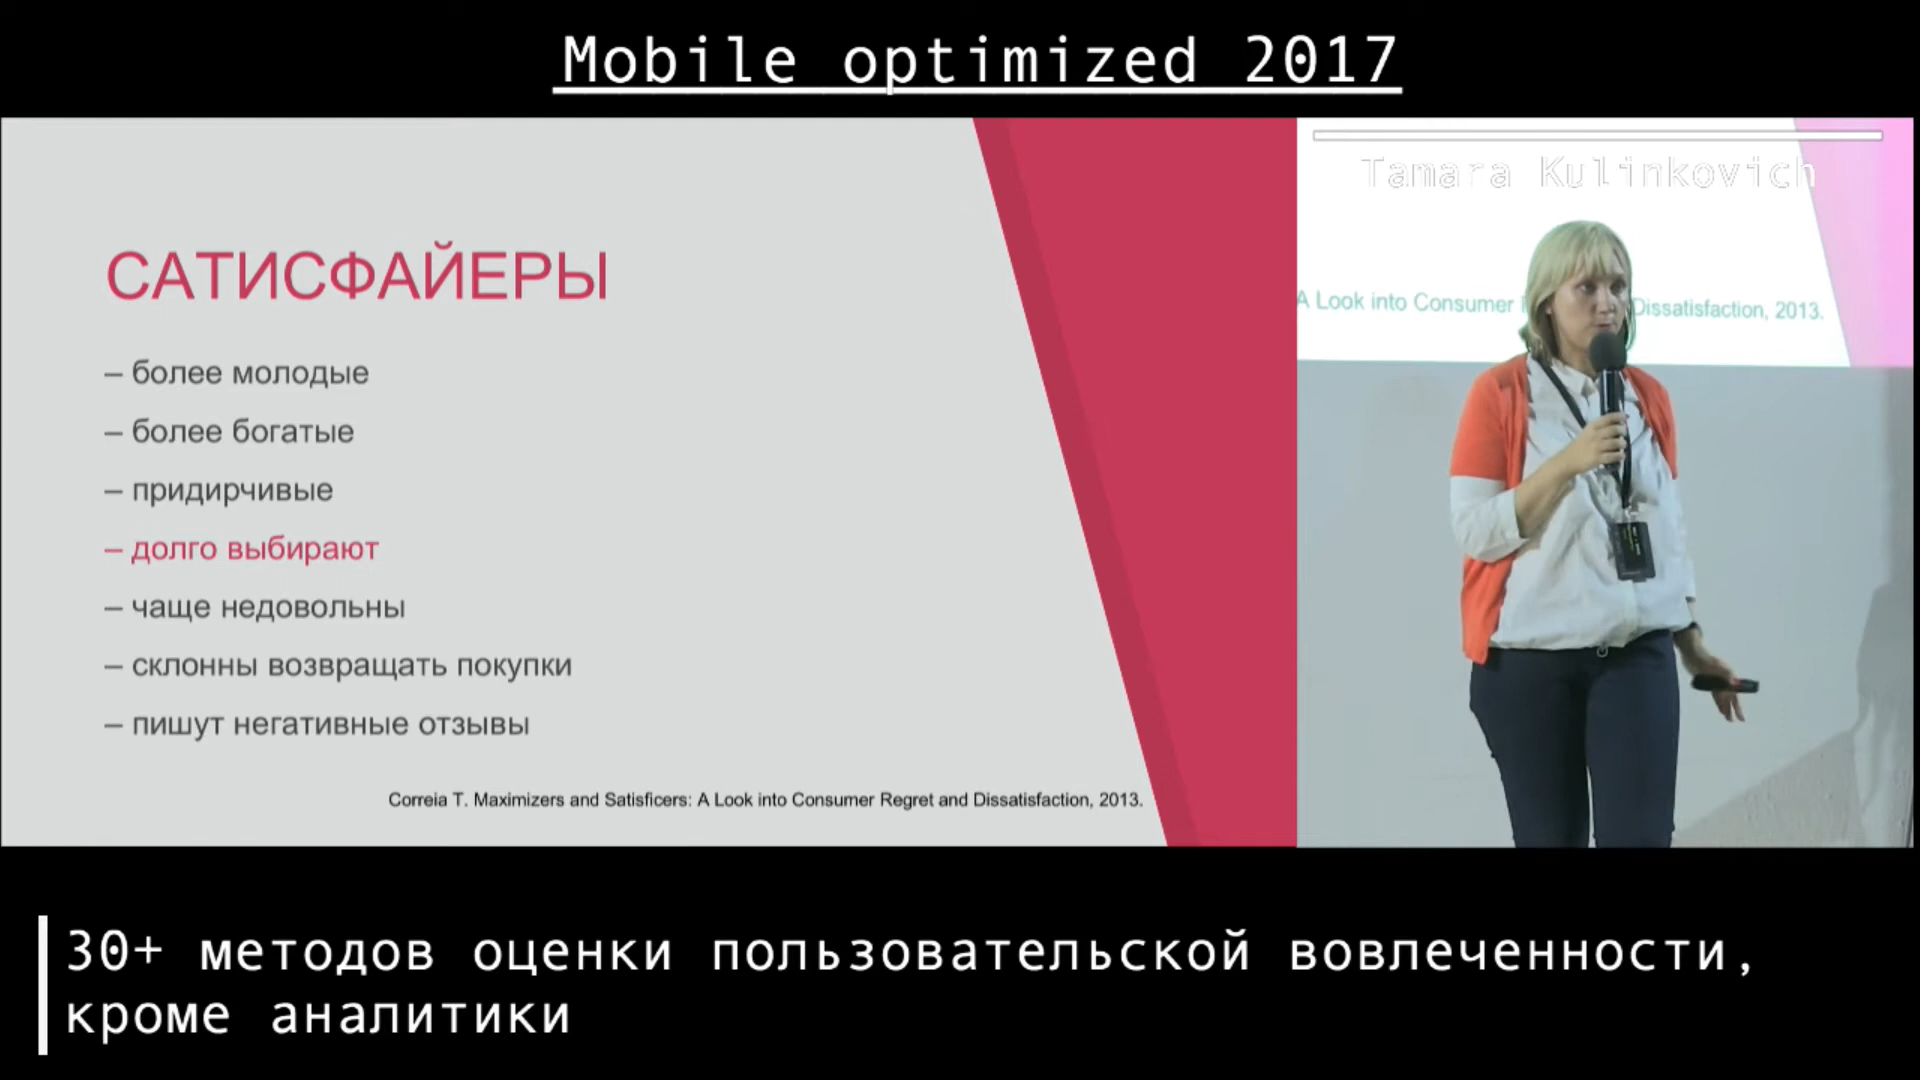 Mobile optimized 2017
САТИСФАЙЕРЫ
– более молодые
– более богатые
– придирчивые
– долго выбирают
– чаще недовольны
– склонны возвращать покупки
– пишут негативные отзывы
Correia T. Maximizers and Satisficers: A Look into Consumer Regret and Dissatisfaction, 2013.
Tamara Kulinkovich
A Look into Consumer Dissatisfaction, 2013.
30+ методов оценки пользовательской вовлеченности,
кроме аналитики